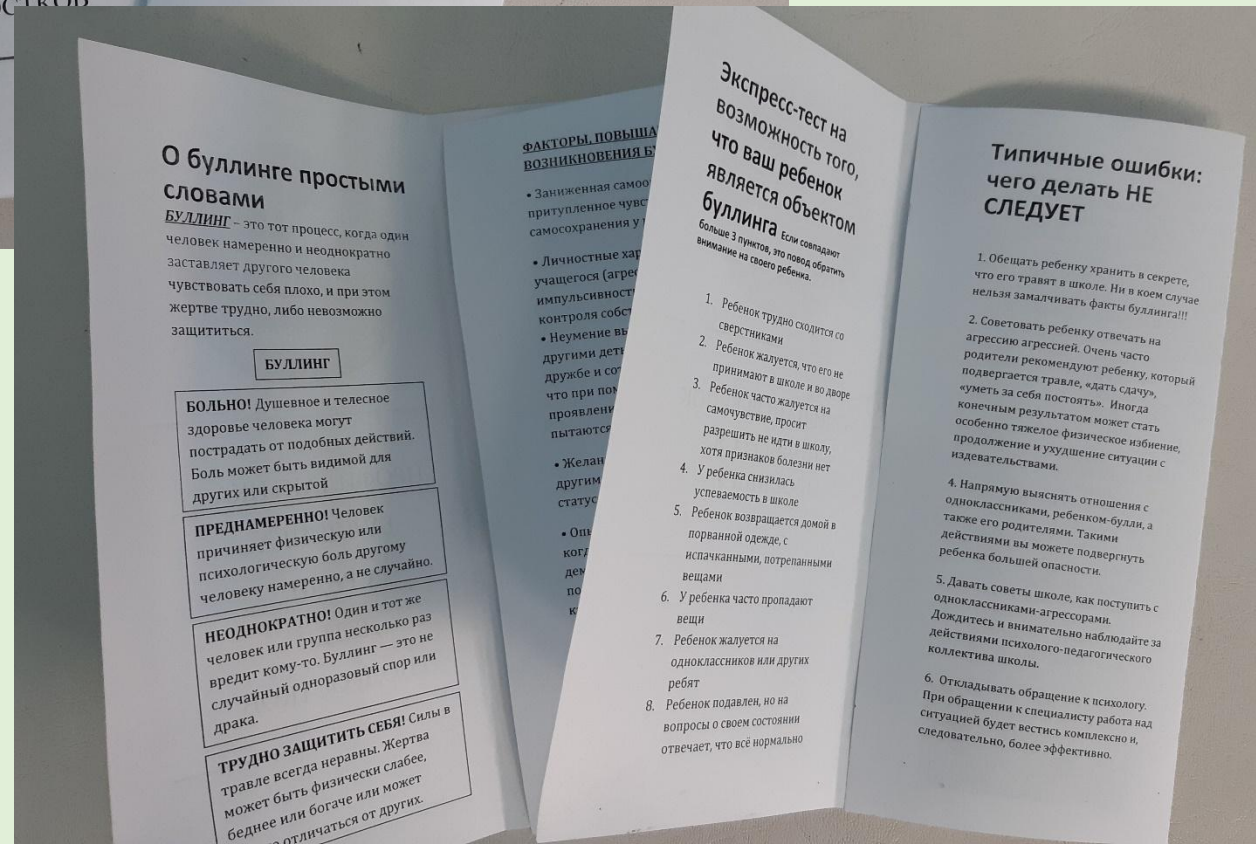 О буллинге простыми
словами
БУЛЛИНГ – это тот процесс, когда один
человек намеренно и неоднократно
заставляет другого человека
чувствовать себя плохо, и при этом
жертве трудно, либо невозможно
защититься.
БУЛЛИНГ
БОЛЬНО! Душевное и телесное
здоровье человека могут
пострадать от подобных действий.
Боль может быть видимой для
других или скрытой
ПРЕДНАМЕРЕННО! Человек
причиняет физическую или
психологическую боль другому
человеку намеренно, а не случайно.
НЕОДНОКРАТНО! Один и тот же
человек или группа несколько раз
вредит кому-то. Буллинг — это не
случайный одноразовый спор или
драка.
ТРУДНО ЗАЩИТИТЬ СЕБЯ! Силы в
травле всегда неравны. Жертва
может быть физически слабее,
беднее или богаче или может
отличаться от других.
ФАКТОРЫ, ПОВЫША
ВОЗНИКНОВЕНИЯ
• Заниженная
притупленное
самосохранения у
• Личностные
учащегося
контроля
• Неумение
другими
дружбе и
что при
пытаются
• Желан
другим
статус
Экспресс-тест на
возможность того,
что ваш ребенок
является объектом
буллинга Если совпадают
больше 3 пунктов, это повод обратить
внимание на своего ребенка.
1. Ребенок трудно сходится со
сверстниками
2. Ребенок жалуется, что его не
принимают в школе и во дворе
3. Ребенок часто жалуется на
самочувствие, просит
разрешить не идти в школу,
хотя признаков болезни нет
4. У ребенка снизилась
успеваемость в школе
5. Ребенок возвращается домой в
порванной одежде, с
испачканными, потрепанными
вещами
6. У ребенка часто пропадают
вещи
7. Ребенок жалуется на
одноклассников или других
ребят
8. Ребенок подавлен, но на
вопросы о своем состоянии
отвечает, что всё нормально
Типичные ошибки:
чего делать НЕ
СЛЕДУЕТ
1. Обещать ребенку хранить в секрете,
что его травят в школе. Ни в коем случае
нельзя замалчивать факты буллинга!!!
2. Советовать ребенку отвечать на
агрессию агрессией. Очень часто
родители рекомендуют ребенку, который
подвергается травле, «дать сдачу»,
«уметь за себя постоять». Иногда
конечным результатом может стать
особенно тяжелое физическое избиение,
продолжение и ухудшение ситуации с
издевательствами.
4. Напрямую выяснять отношения с
одноклассниками, ребенком-булли, а
также его родителями. Такими
действиями вы можете подвергнуть
ребенка большей опасности.
5. Давать советы школе, как поступить с
одноклассниками-агрессорами.
Дождитесь и внимательно наблюдайте за
действиями психолого-педагогического
коллектива школы.
6. Откладывать обращение к психологу.
При обращении к специалисту работа над
ситуацией будет вестись комплексно и,
следовательно, более эффективно.